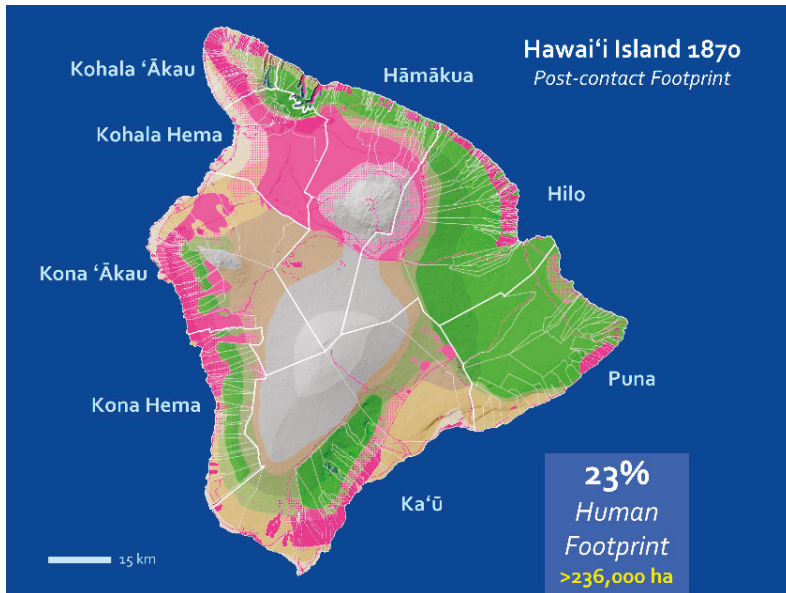 Hawaiʻi Island 1870
Post-contact Footprint
Kohala ʻĀkau
Hāmākua
Kohala Hema
Hilo
Kona ʻĀkau
Puna
Kona Hema
Kaʻū
23%
Human
Footprint
>236,000 ha
15 km